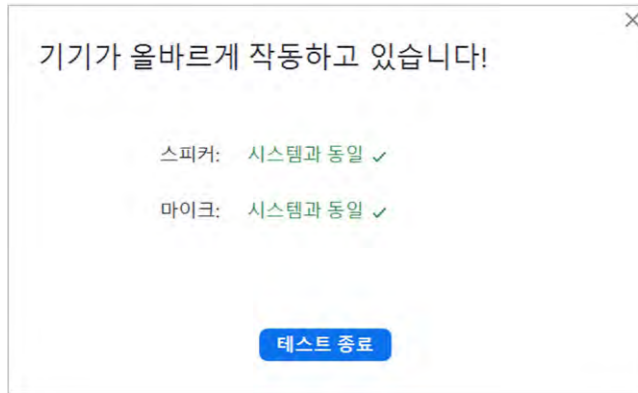 기기가 올바르게 작동하고 있습니다!
스피커: 시스템과 동일 ✓
마이크: 시스템과 동일 ✓
테스트 종료